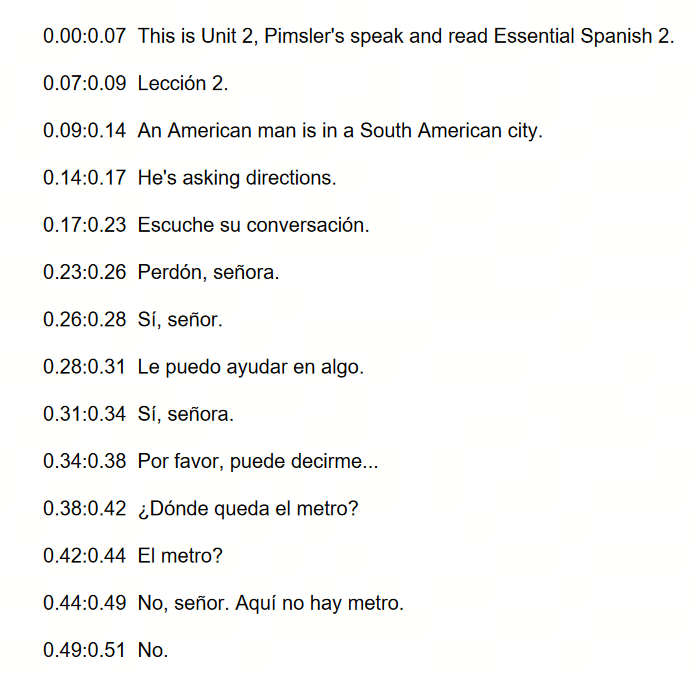 0.00:0.07 This is Unit 2, Pimsler's speak and read Essential Spanish 2.
0.07:0.09 Lección 2.
0.09:0.14 An American man is in a South American city.
0.14:0.17 He's asking directions.
0.17:0.23 Escuche su conversación.
0.23:0.26 Perdón, señora.
0.26:0.28 Sí, señor.
0.28:0.31 Le puedo ayudar en algo.
0.31:0.34 Sí, señora.
0.34:0.38 Por favor, puede decirme...
0.38:0.42 ¿Dónde queda el metro?
0.42:0.44 El metro?
0.44:0.49 No, señor. Aquí no hay metro.
0.49:0.51 No.